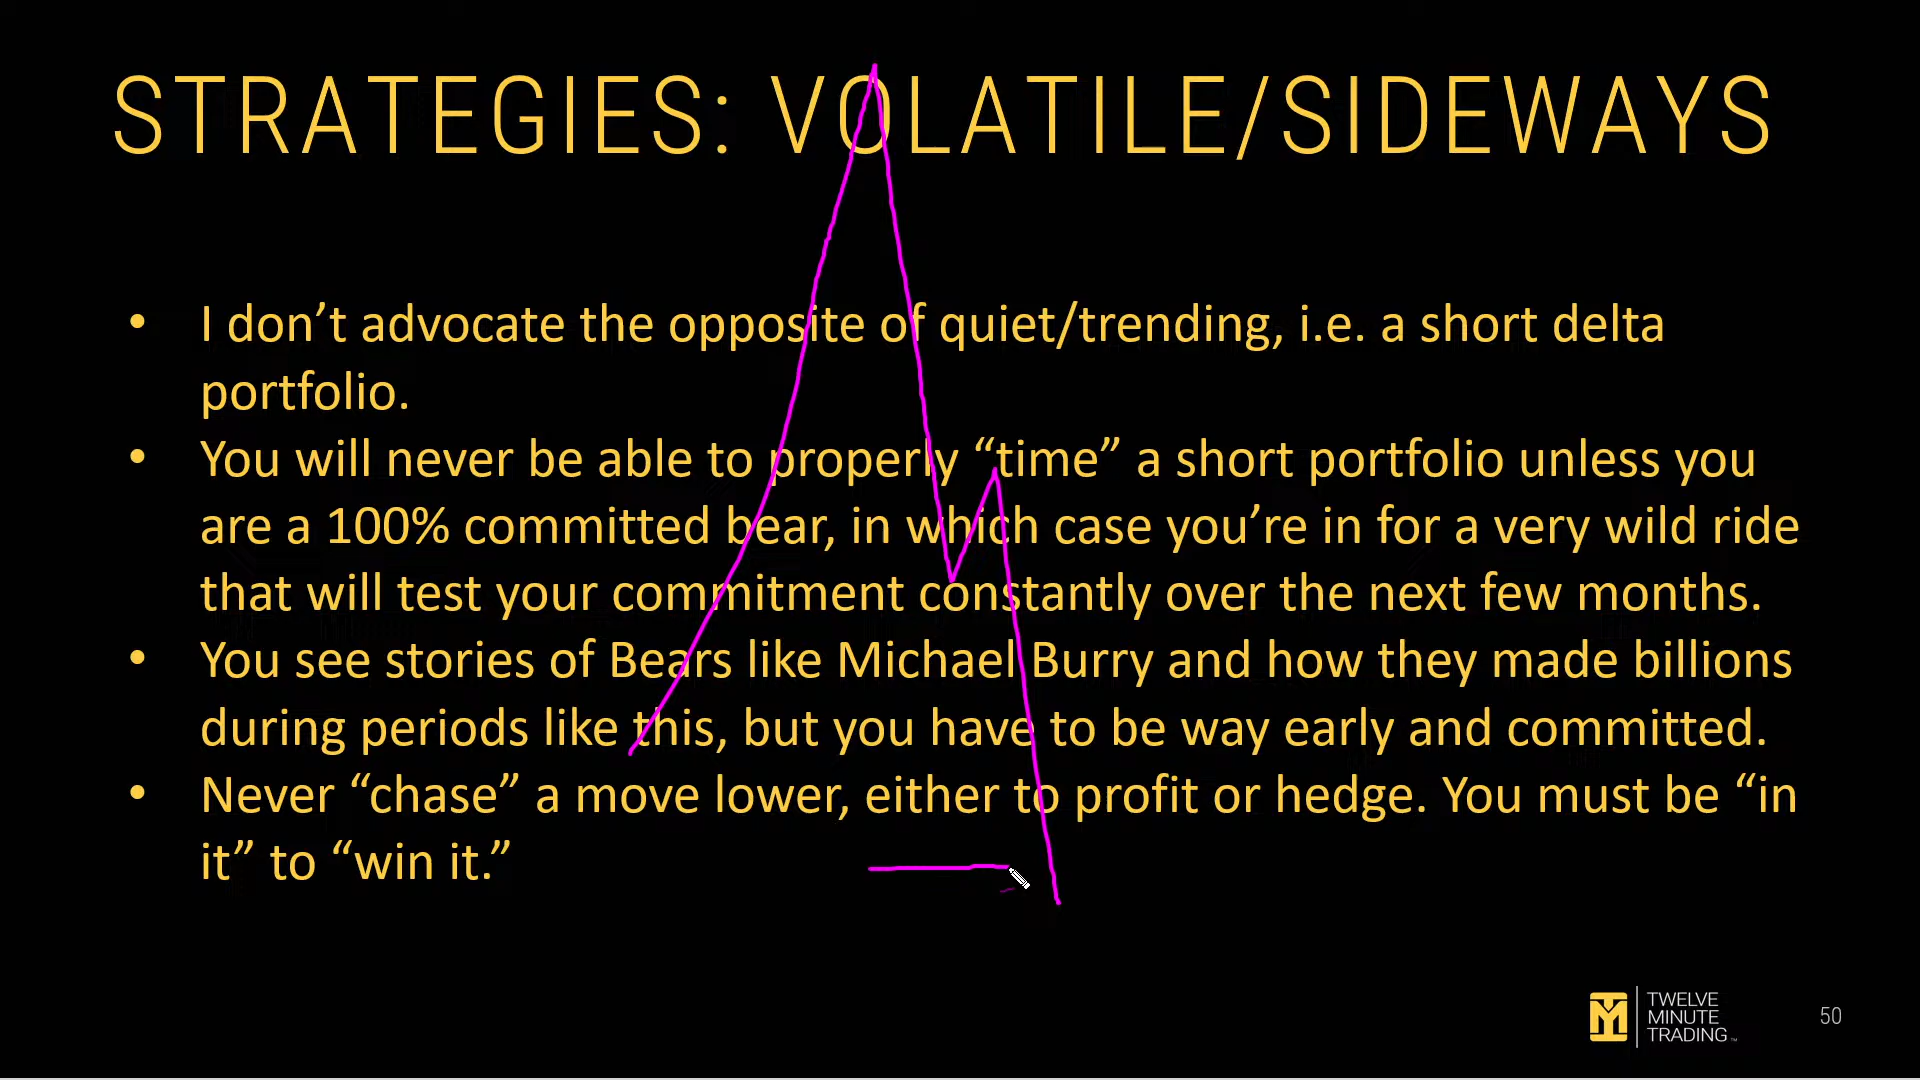 STRATEGIES: VOLATILE/SIDEWAYS
• I don’t advocate the opposite of quiet/trending, i.e. a short delta
portfolio.
• You will never be able to properly “time” a short portfolio unless you
are a 100% committed bear, in which case you’re in for a very wild ride
that will test your commitment constantly over the next few months.
• You see stories of Bears like Michael Burry and how they made billions
during periods like this, but you have to be way early and committed.
• Never “chase” a move lower, either to profit or hedge. You must be “in
it” to “win it.”
TWELVE
MINUTE
TRADING™
50